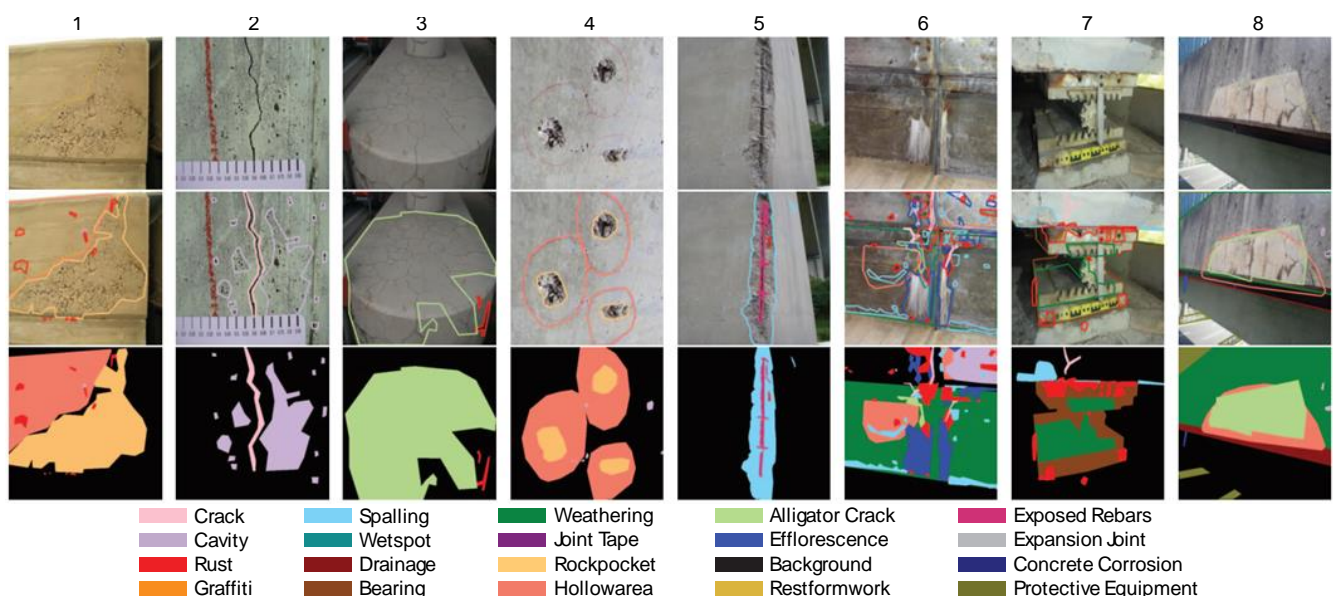 1 2 3 4 5 6 7 8
Crack Spalling Weathering Alligator Crack Exposed Rebars
Cavity Wetspot Joint Tape Efflorescence Expansion Joint
Rust Drainage Rockpocket Background Concrete Corrosion
Graffiti Bearing Hollowarea Restformwork Protective Equipment